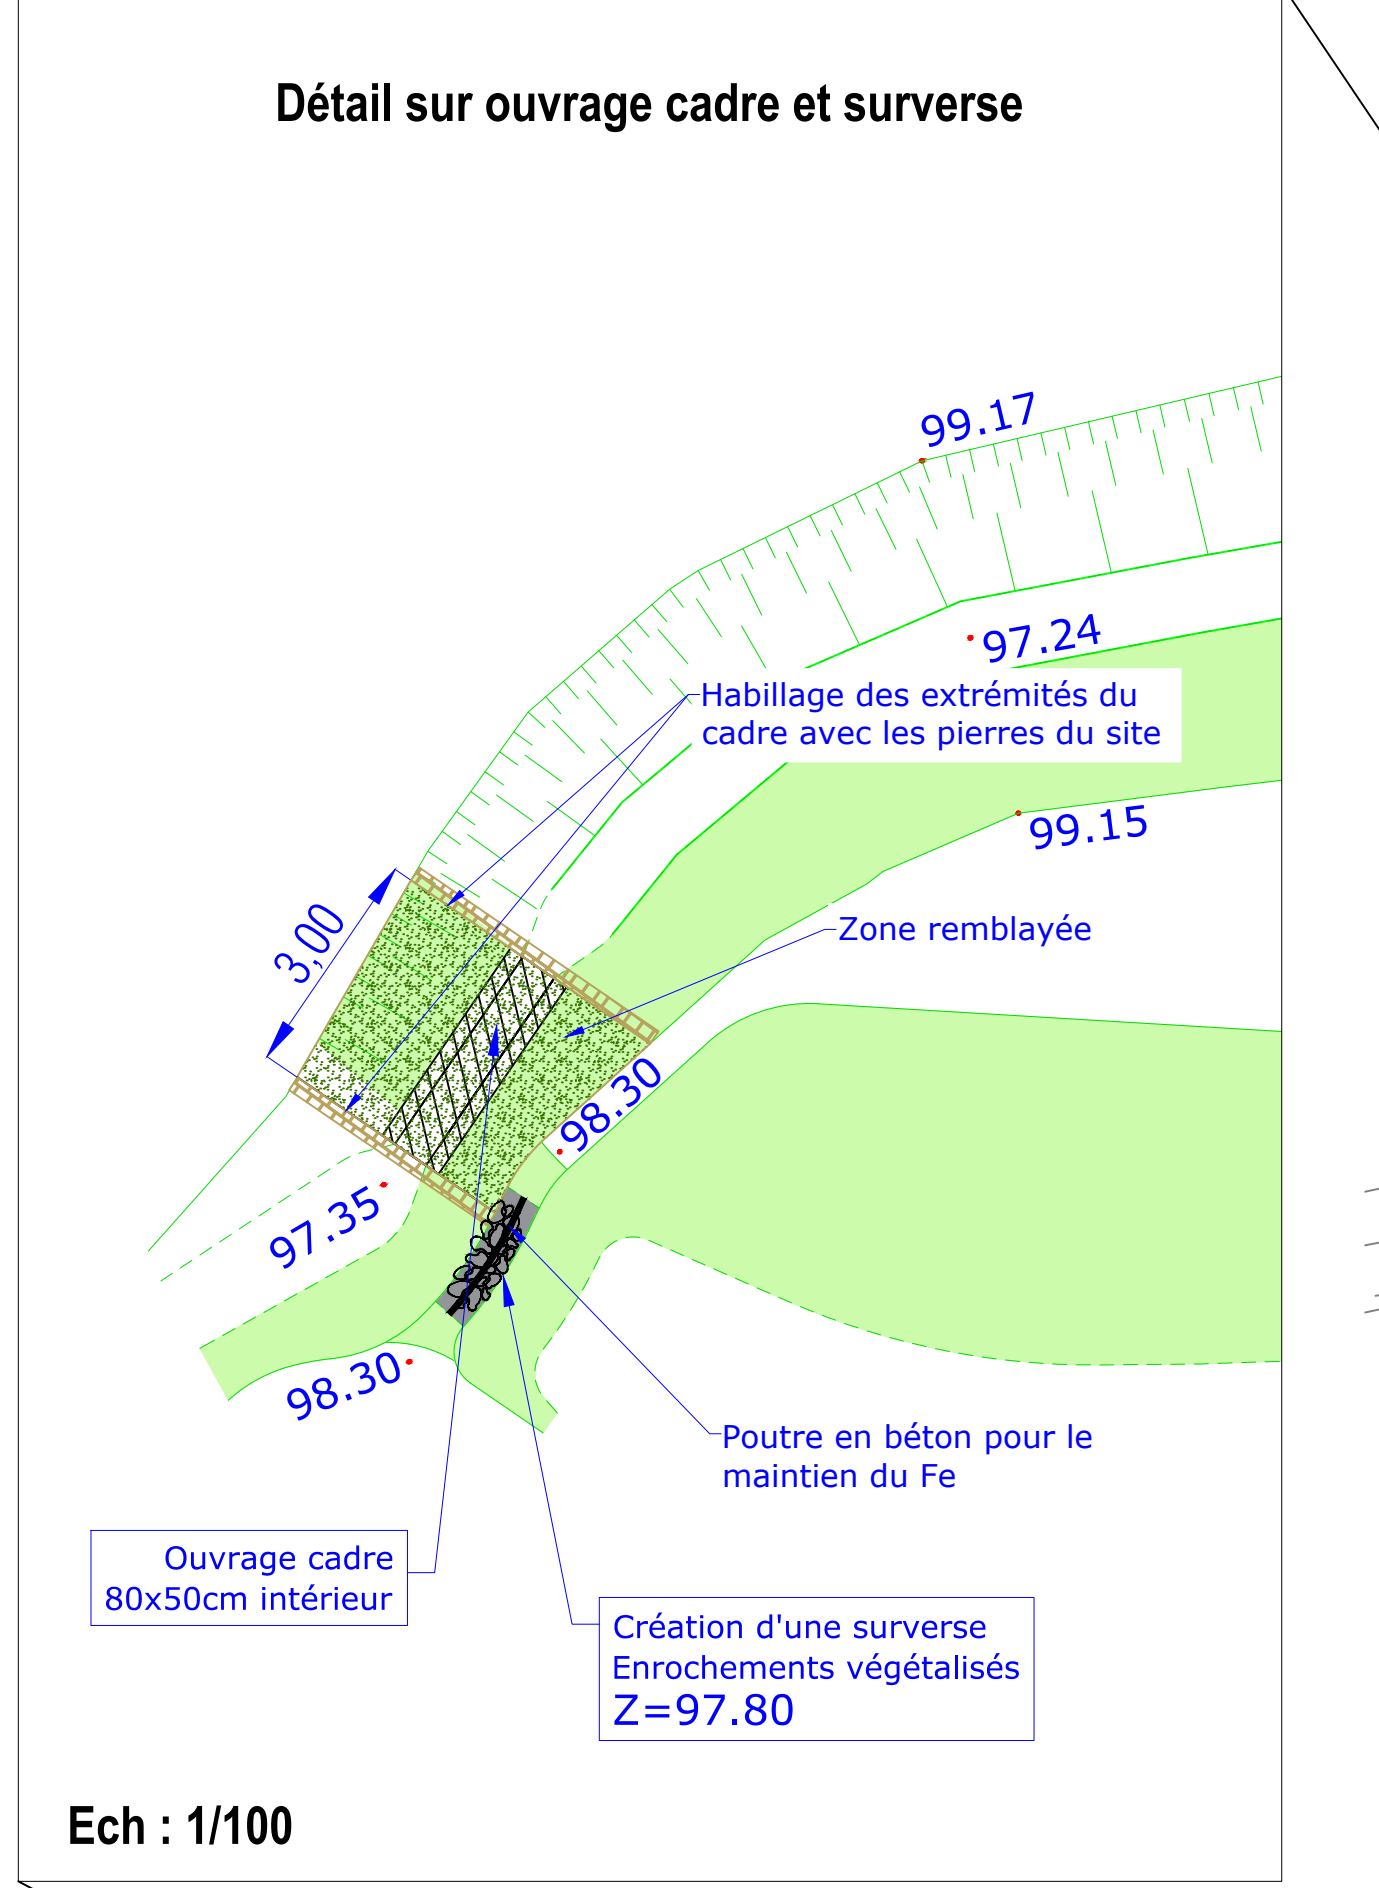 Détail sur ouvrage cadre et surverse
99.17
97.24
Habillage des extrémités du
cadre avec les pierres du site
99.15
3,00
Zone remblayée
98.30
97.35
98.30
Poutre en béton pour le
maintien du Fe
Ouvrage cadre
80x50cm intérieur
Création d'une surverse
Enrochements végétalisés
Z=97.80
Ech : 1/100